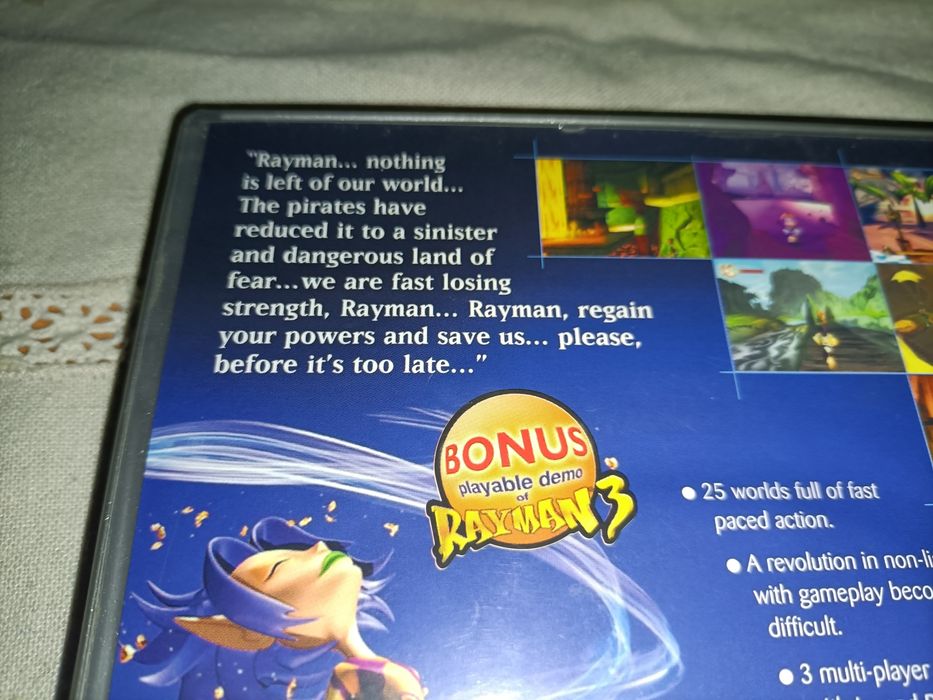 "Rayman... nothing
is left of our world...
The pirates have
reduced it to a sinister
and dangerous land of
fear...we are fast losing
strength, Rayman... Rayman, regain
your powers and save us... please,
before it's too late..."
BONUS
playable demo
of
RAYMAN 3
• 25 worlds full of fast
paced action.
• A revolution in non-li
with gameplay beco
difficult.
• 3 multi-player